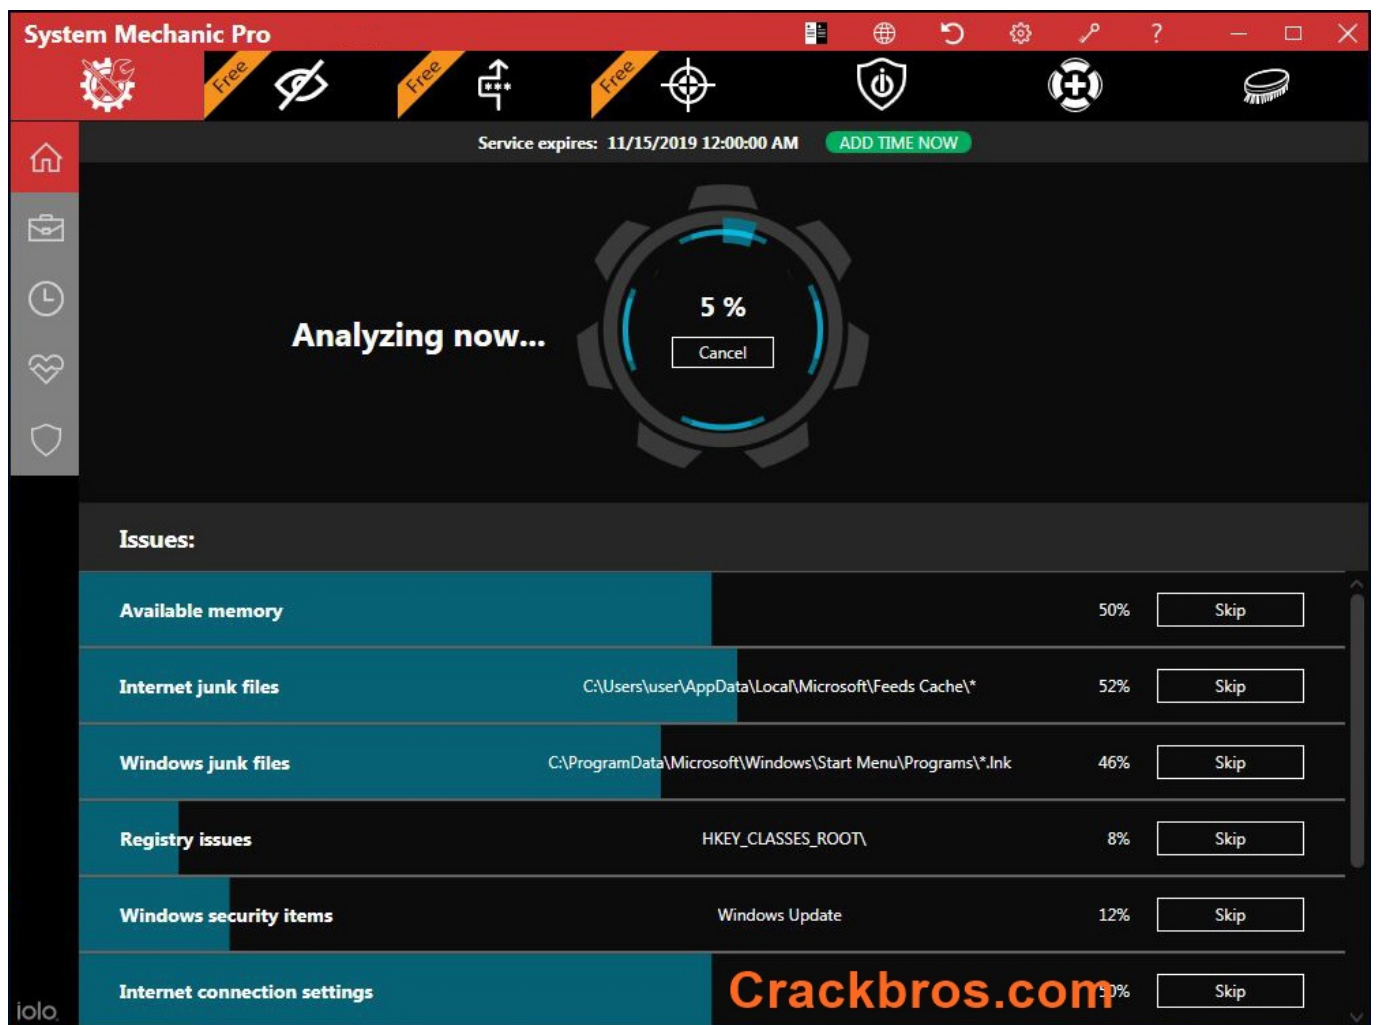 System Mechanic Pro
?
Free
Free
***
Free
Service expires: 11/15/2019 12:00:00 AM ADD TIME NOW
5 %
Analyzing now...
Cancel
Issues:
Available memory 50% Skip
Internet junk files C:\Users\user\AppData\Local\Microsoft\Feeds Cache\* 52% Skip
Windows junk files C:\ProgramData\Microsoft\Windows\Start Menu\Programs\*.lnk 46% Skip
Registry issues HKEY_CLASSES_ROOT\ 8% Skip
Windows security items Windows Update 12% Skip
Internet connection settings 50% Skip
Crackbros.com
iolo